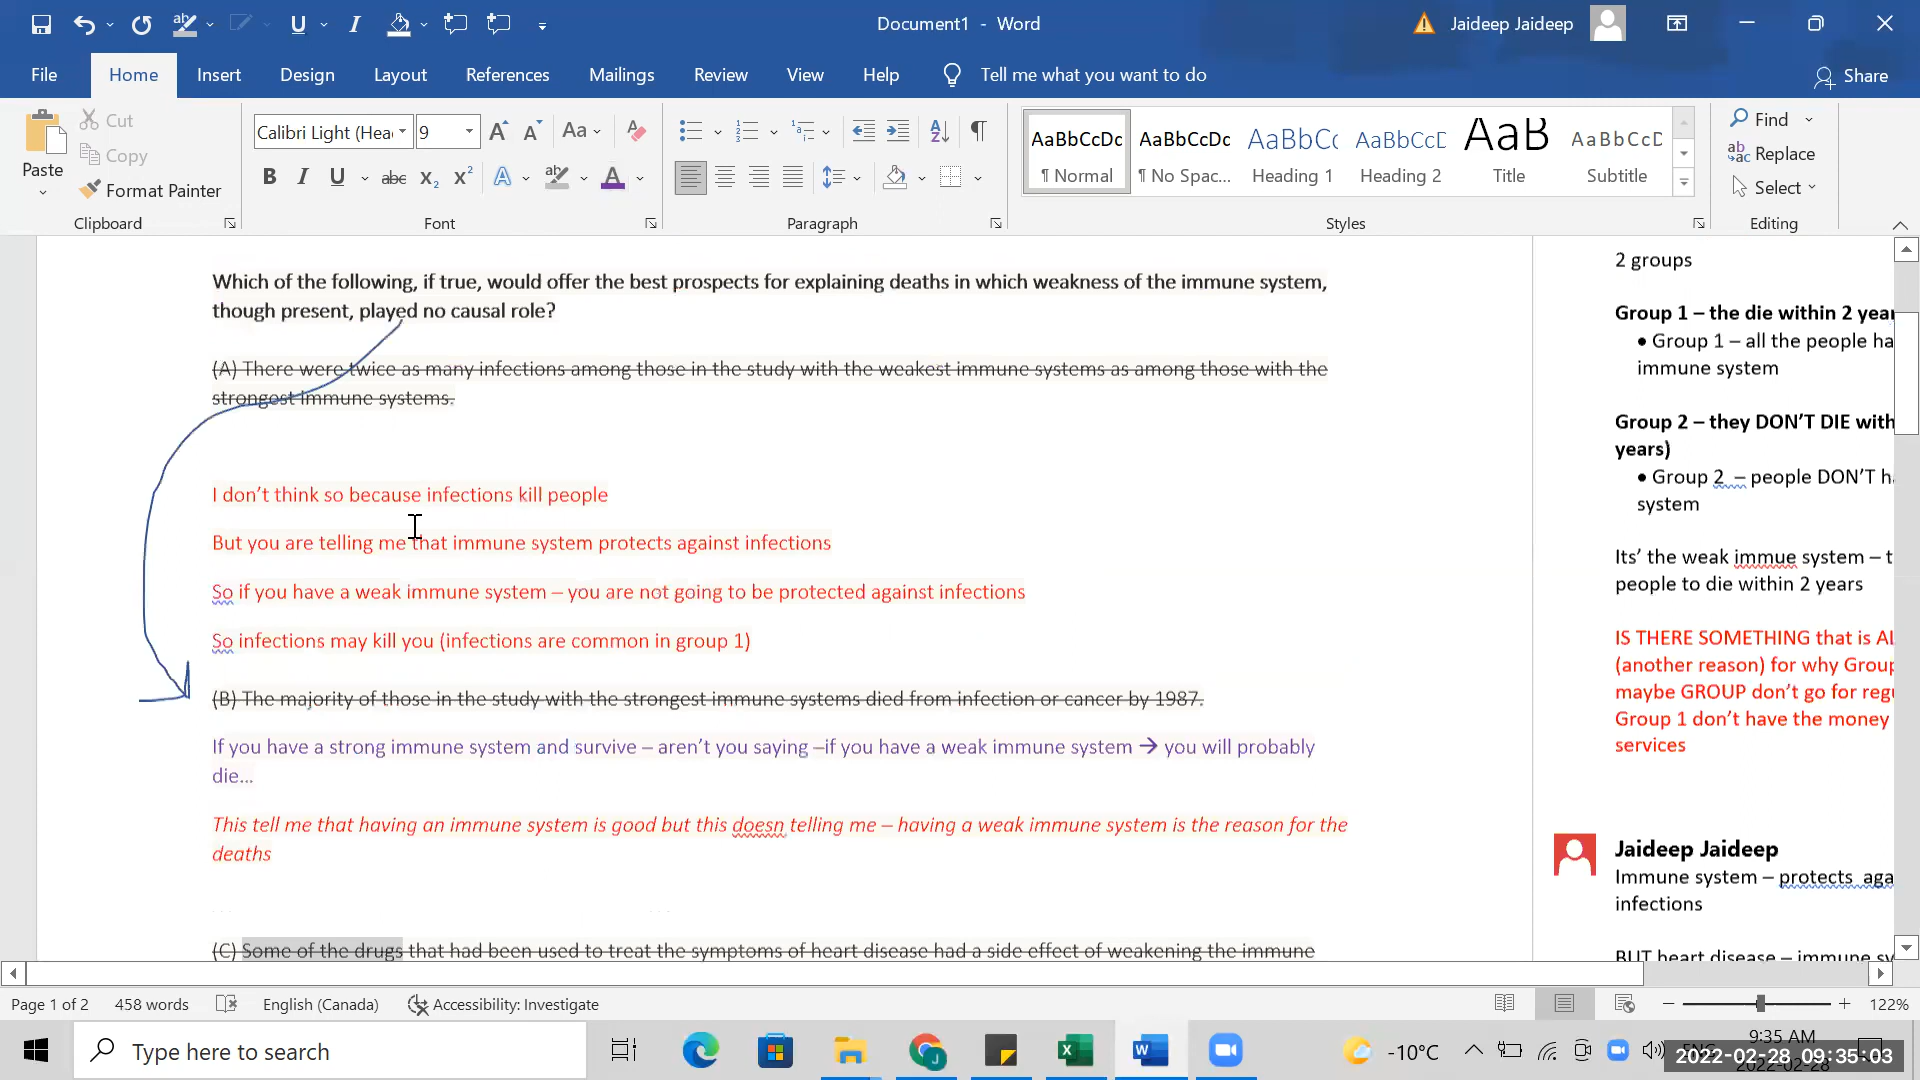 Document1 - Word
Jaideep Jaideep
File Home Insert Design Layout References Mailings Review View Help Tell me what you want to do Share
Paste Cut
Copy
Format Painter
Clipboard
Calibri Light (Hea 9
Font
Paragraph
AaBbCcDc AaBbCcDc AaBbCc AaBbCcD AaB AaBbCcD
¶ Normal ¶ No Spac... Heading 1 Heading 2 Title Subtitle
Styles
Find
Replace
Select
Editing
Which of the following, if true, would offer the best prospects for explaining deaths in which weakness of the immune system,
though present, played no causal role?
(A) There were twice as many infections among those in the study with the weakest immune systems as among those with the
strongest immune systems.
I don't think so because infections kill people
But you are telling me that immune system protects against infections
So if you have a weak immune system – you are not going to be protected against infections
So infections may kill you (infections are common in group 1)
(B) The majority of those in the study with the strongest immune systems died from infection or cancer by 1987.
If you have a strong immune system and survive – aren't you saying –if you have a weak immune system → you will probably
die…
This tell me that having an immune system is good but this doesn telling me – having a weak immune system is the reason for the
deaths
(C) Some of the drugs that had been used to treat the symptoms of heart disease had a side effect of weakening the immune
2 groups
Group 1 – the die within 2 year
• Group 1 – all the people ha
immune system
Group 2 – they DON'T DIE with
years)
• Group 2 – people DON'T ha
system
Its' the weak immue system – t
people to die within 2 years
IS THERE SOMETHING that is AL
(another reason) for why Group
maybe GROUP don't go for regu
Group 1 don't have the money
services
Jaideep Jaideep
Immune system – protects aga
infections
BUT heart disease – immune sy
Page 1 of 2 458 words English (Canada) Accessibility: Investigate 122%
Type here to search
-10°C
9:35 AM
2022-02-28 09:35:03